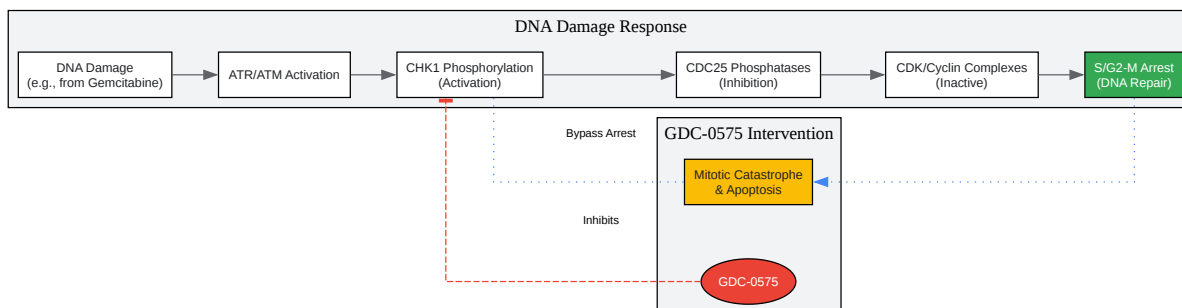 DNA Damage Response
DNA Damage
(e.g., from Gemcitabine)
ATR/ATM Activation
CHK1 Phosphorylation
(Activation)
CDC25 Phosphatases
(Inhibition)
CDK/Cyclin Complexes
(Inactive)
S/G2-M Arrest
(DNA Repair)
Bypass Arrest
GDC-0575 Intervention
Mitotic Catastrophe
& Apoptosis
Inhibits
GDC-0575